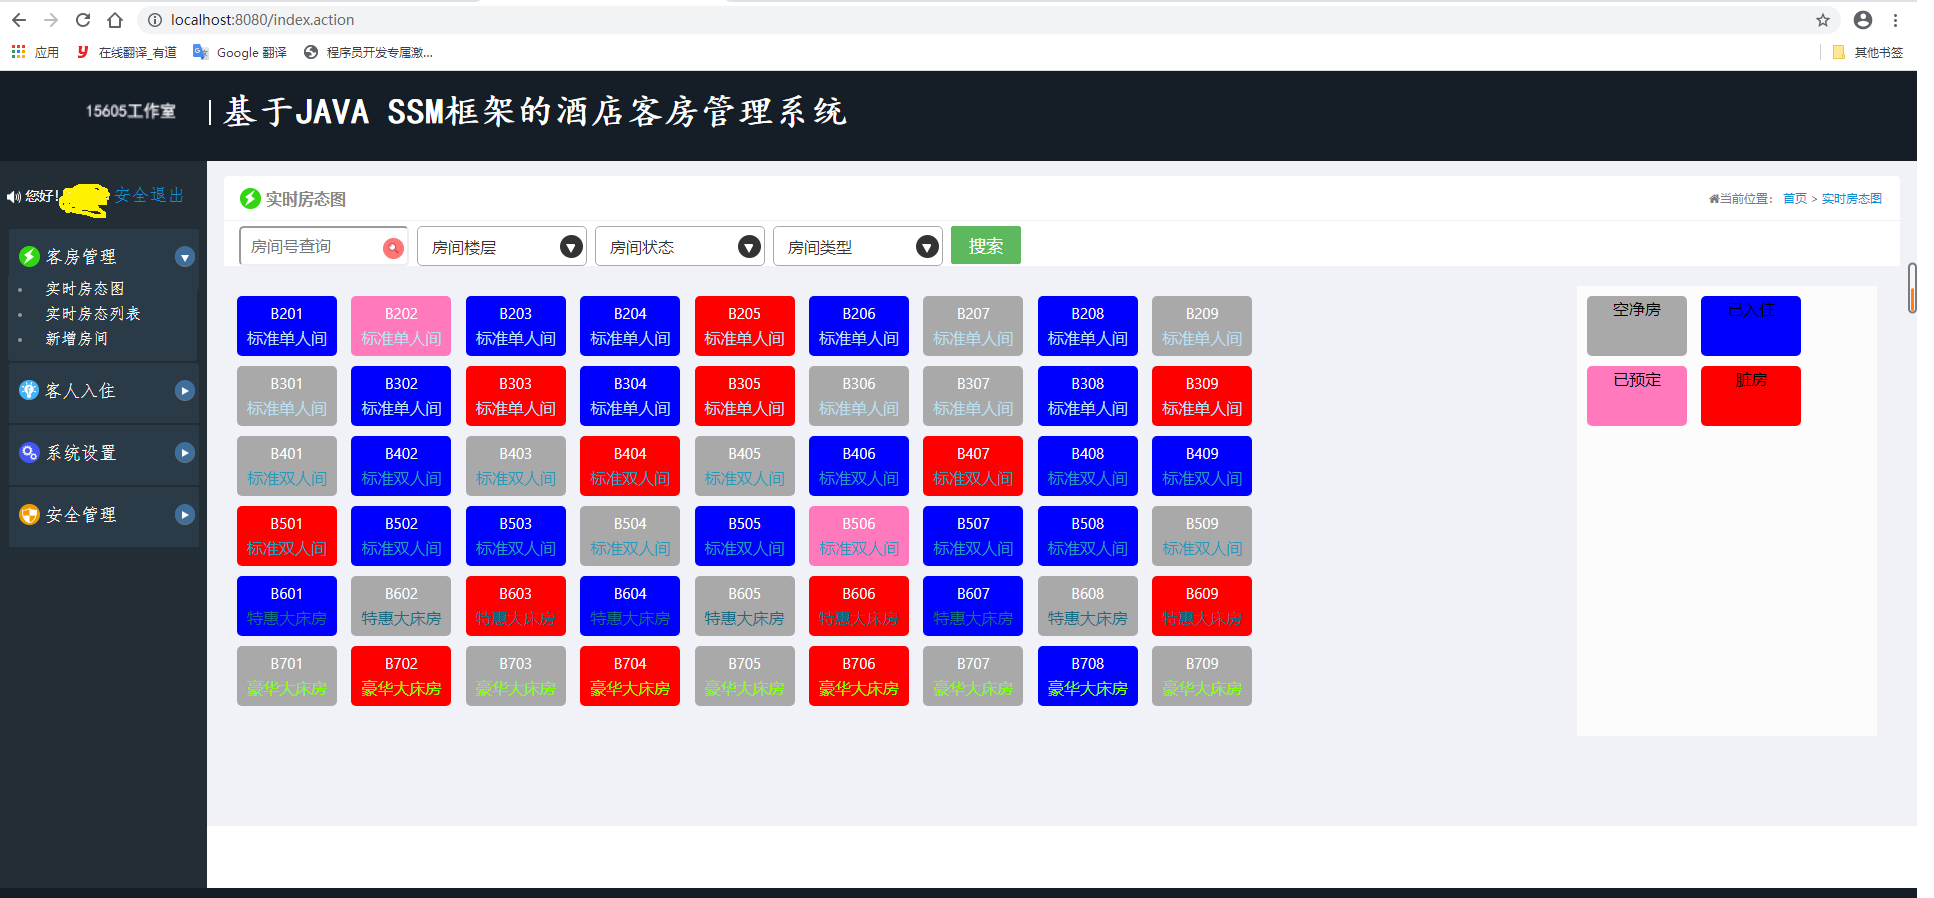 localhost:8080/index.action
应用 在线翻译_有道 Google 翻译 程序员开发专属激... 其他书签
15605工作室 | 基于JAVA SSM框架的酒店客房管理系统
您好! 安全退出
客房管理
实时房态图
实时房态列表
新增房间
客人入住
系统设置
安全管理
实时房态图 当前位置： 首页 > 实时房态图
房间号查询 房间楼层 房间状态 房间类型 搜索
B201 B202 B203 B204 B205 B206 B207 B208 B209
标准单人间 标准单人间 标准单人间 标准单人间 标准单人间 标准单人间 标准单人间 标准单人间 标准单人间
B301 B302 B303 B304 B305 B306 B307 B308 B309
标准单人间 标准单人间 标准单人间 标准单人间 标准单人间 标准单人间 标准单人间 标准单人间 标准单人间
B401 B402 B403 B404 B405 B406 B407 B408 B409
标准双人间 标准双人间 标准双人间 标准双人间 标准双人间 标准双人间 标准双人间 标准双人间 标准双人间
B501 B502 B503 B504 B505 B506 B507 B508 B509
标准双人间 标准双人间 标准双人间 标准双人间 标准双人间 标准双人间 标准双人间 标准双人间 标准双人间
B601 B602 B603 B604 B605 B606 B607 B608 B609
特惠大床房 特惠大床房 特惠大床房 特惠大床房 特惠大床房 特惠大床房 特惠大床房 特惠大床房 特惠大床房
B701 B702 B703 B704 B705 B706 B707 B708 B709
豪华大床房 豪华大床房 豪华大床房 豪华大床房 豪华大床房 豪华大床房 豪华大床房 豪华大床房 豪华大床房
空净房 已入住
已预定 脏房